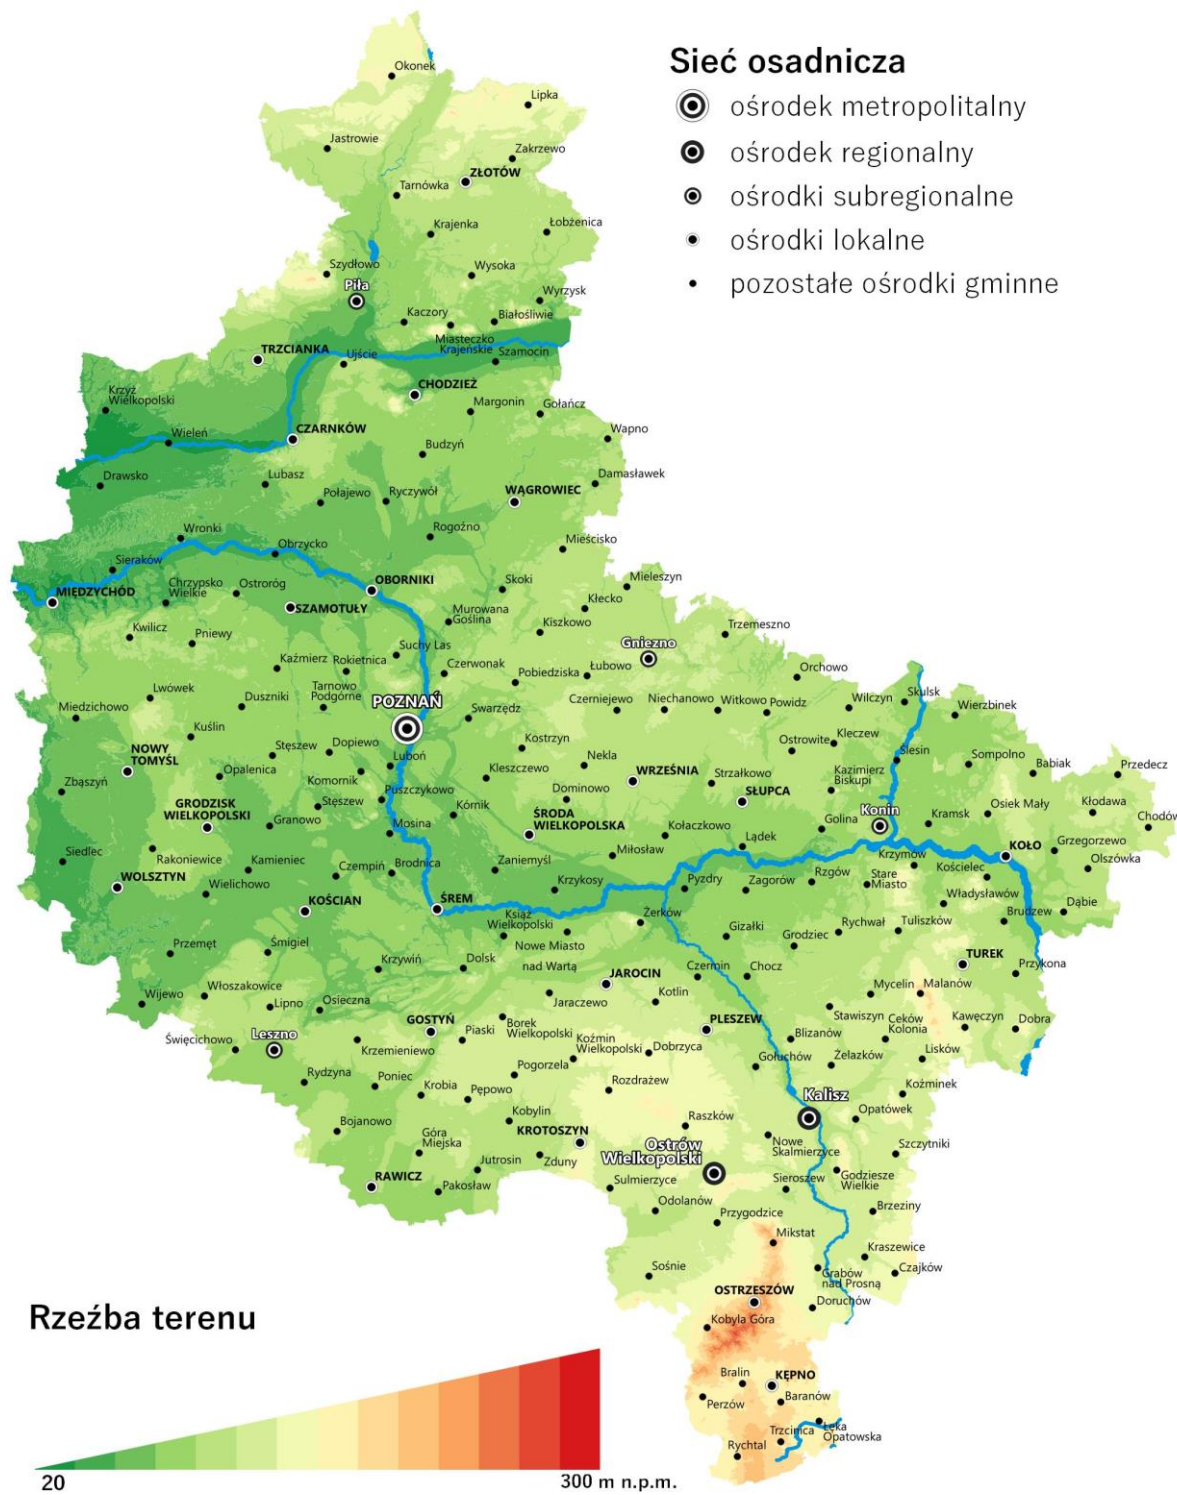 Sieć osadnicza
ośrodek metropolitalny
ośrodek regionalny
ośrodki subregionalne
ośrodki lokalne
pozostałe ośrodki gminne
Okonek
Lipka
Jastrowie
Zakrzewo
ZŁOTÓW
Tarnówka
Krajenka
Łobżenica
Szydłowo
Wysoka
Piła
Wyrzysk
Kaczory
Białośliwie
Miasteczko
Krajeńskie
Szamocin
TRZCIANKA
Ujście
CHODZIEŻ
Krzyż
Wielkopolski
Margonin
Gołańcz
Wieleń
CZARNKÓW
Wapno
Budzyń
Drawsko
Lubasz
Damasławek
Połajewo
Ryczywół
WĄGROWIEC
Wronki
Rogoźno
Obrzycko
Mieścisko
Sieraków
MIĘDZYCHÓD
Chrzypsko
Wielkie
Ostroróg
OBORNIKI
Skoki
Mieleszyn
SZAMOTUŁY
Murowana
Goślina
Kłecko
Kwilcz
Pniewy
Kiszkowo
Trzemeszno
Suchy Las
Gniezno
Kaźmierz
Rokietnica
Czerwonak
Pobiedziska
Łubowo
Orchowo
Lwówek
Duszniki
Tarnowo
Podgórne
POZNAŃ
Czerniejewo
Niechanowo
Witkowo
Powidz
Wilczyn
Skulsk
Miedzichowo
Swarzędz
Wierzbinek
Kuślin
NOWY
TOMYŚL
Stęszew
Dopiewo
Luboń
Kostrzyn
Ostrowite
Kleczew
Ślesin
Sompolno
Babiak
Przedecz
Zbąszyń
Opalenica
Komornik
Kleszczewo
Nekla
WRZEŚNIA
Strzałkowo
Kazimierz
Biskupi
GRODZISK
WIELKOPOLSKI
Stęszew
Puszczykowo
Kórnik
Dominowo
SŁUPCA
Konin
Kramsk
Osiek Mały
Kłodawa
Granowo
Mosina
ŚRODA
WIELKOPOLSKA
Kołaczkowo
Golina
Chodów
Siedlec
Rakoniewice
Kamieniec
Czempiń
Brodnica
Zaniemyśl
Miłosław
Lądek
Krzymów
KOŁO
Grzegorzewo
Olszówka
WOLSZTYN
Wielichowo
Krzykosy
Pyzdry
Zagorów
Rzgów
Stare
Miasto
Kościelec
Władysławów
KOŚCIAN
ŚREM
Książ
Wielkopolski
Żerków
Gizałki
Grodziec
Rychwał
Tuliszków
Brudzew
Dąbie
Przemęt
Śmigiel
Nowe Miasto
nad Wartą
Krzywiń
Dolsk
JAROCIN
Czermin
Chocz
TUREK
Przykona
Wijewo
Włoszakowice
Lipno
Osieczna
Jaraczewo
Kotlin
Mycelin
Malanów
Święcichowo
Leszno
GOSTYŃ
Piaski
Borek
Wielkopolski
Koźmin
Wielkopolski
Dobrzyca
PLESZEW
Stawiszyn
Blizanów
Ceków
Kolonia
Kawęczyn
Dobra
Krzemieniewo
Gołuchów
Żelazków
Lisków
Rydzyna
Poniec
Krobia
Pępowo
Pogorzela
Rozdrażew
Kalisz
Koźminek
Bojanowo
Góra
Miejska
Kobylin
KROTOSZYN
Raszków
Opatówek
Ostrów
Wielkopolski
Nowe
Skalmierzyce
Szczytniki
RAWICZ
Pakosław
Jutrosin
Zduny
Sulmierzyce
Sieroszew
Godziesze
Wielkie
Odolanów
Przygodzice
Brzeziny
Mikstat
Kraszewice
Sośnie
Grabów
nad Prosną
Czajków
OSTRZESZÓW
Doruchów
Kobyla Góra
Bralin
KĘPNO
Perzów
Baranów
Trzcinica
Łęka
Opatowska
Rychtal
Rzeźba terenu
20
300 m n.p.m.